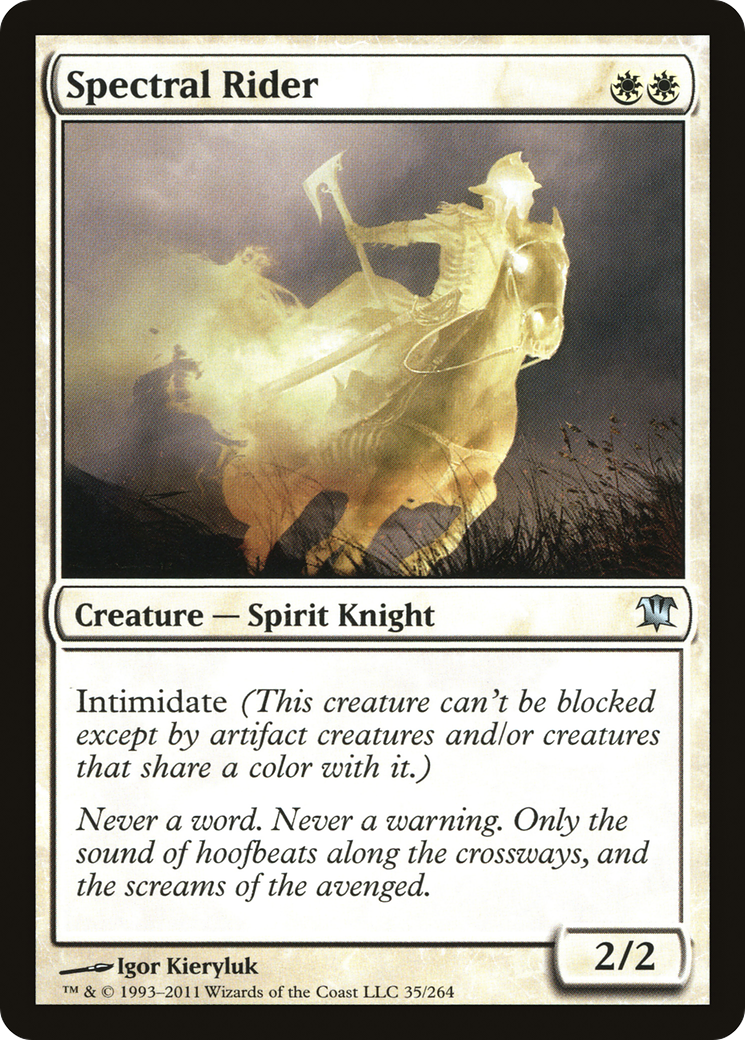 Spectral Rider
Creature — Spirit Knight
Intimidate (This creature can't be blocked
except by artifact creatures and/or creatures
that share a color with it.)
Never a word. Never a warning. Only the
sound of hoofbeats along the crossways, and
the screams of the avenged.
2/2
Igor Kieryluk
™ & © 1993–2011 Wizards of the Coast LLC 35/264